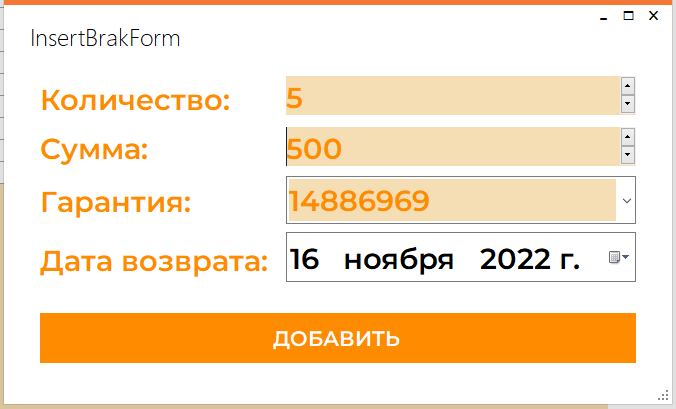 InsertBrakForm
Количество: 5
Сумма: 500
Гарантия: 14886969
Дата возврата: 16 ноября 2022 г.
ДОБАВИТЬ